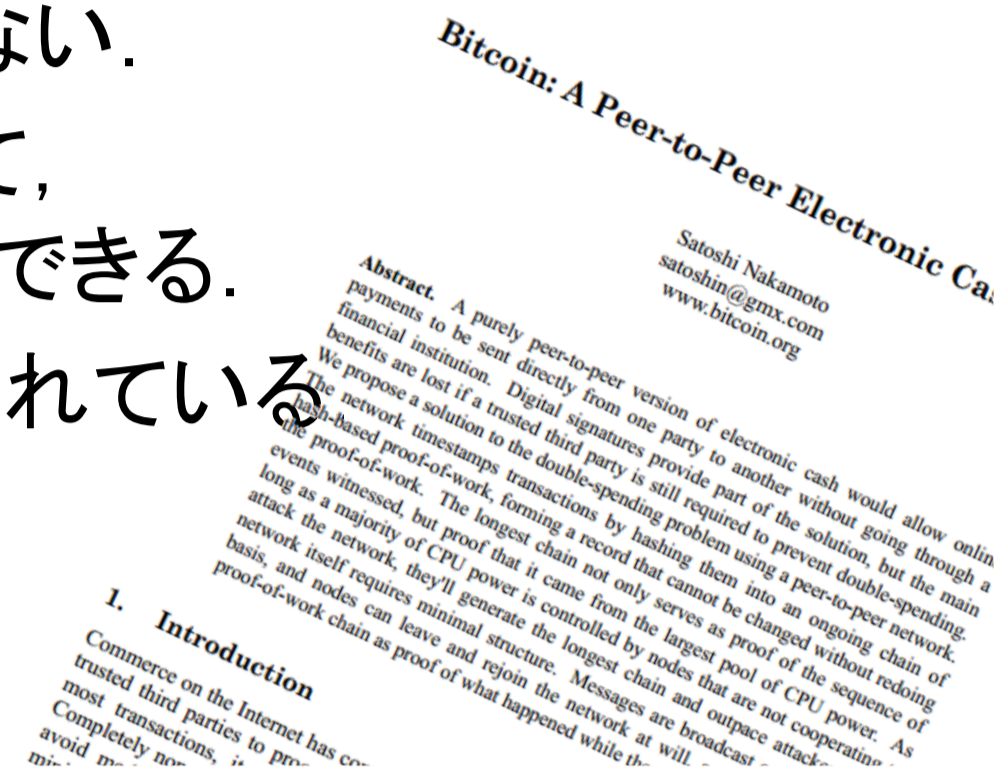 ない.
て,
できる.
れている
Bitcoin: A Peer-to-Peer Electronic
Satoshi Nakamoto
satoshin@gmx.com
www.bitcoin.org
Abstract. A purely peer-to-peer version of electronic cash would allow
payments to be sent directly from one party to another without going through a
financial institution. Digital signatures provide part of the solution, but the main
benefits are lost if a trusted third party is still required to prevent double-spending.
We propose a solution to the double-spending problem using a peer-to-peer network.
The network timestamps transactions by hashing them into an ongoing chain of
hash-based proof-of-work, forming a record that cannot be changed without redoing
the proof-of-work. The longest chain not only serves as proof of the sequence of
events witnessed, but proof that it came from the largest pool of CPU power. As
long as a majority of CPU power is controlled by nodes that are not cooperating
attack the network, they'll generate the longest chain and outpace
network itself requires minimal structure. Messages are broadcast
basis, and nodes can leave and rejoin the network at will,
proof-of-work chain as proof of what happened while
1. Introduction
Commerce on the Internet has
trusted third parties to
most transactions,
Completely
avoid